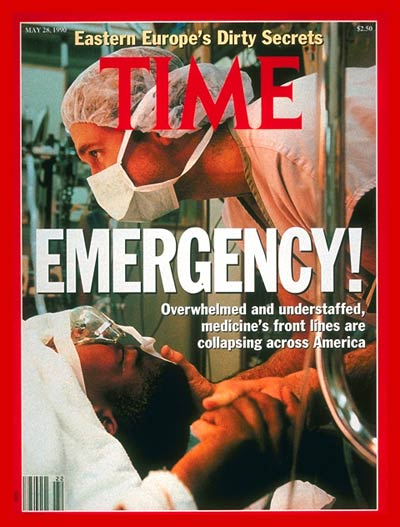 MAY 28, 1990
$2.50
Eastern Europe's Dirty Secrets
TIME
EMERGENCY!
Overwhelmed and understaffed,
medicine's front lines are
collapsing across America
22